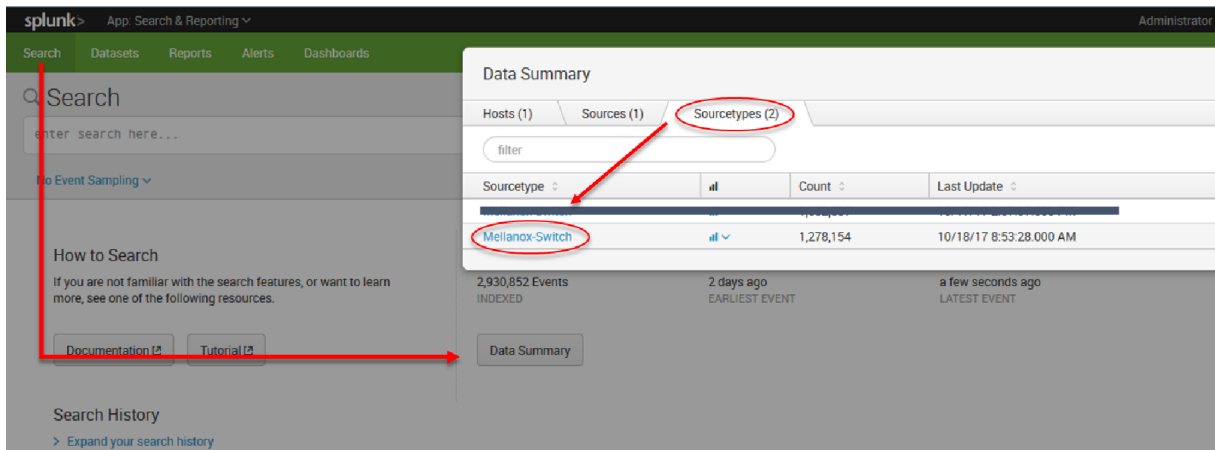 splunk> App: Search & Reporting Administrator
Search Datasets Reports Alerts Dashboards
Search
enter search here...
No Event Sampling
How to Search
If you are not familiar with the search features, or want to learn
more, see one of the following resources.
Documentation Tutorial
Search History
> Expand your search history
Data Summary
Hosts (1) Sources (1) Sourcetypes (2)
filter
Sourcetype Count Last Update
Mellanox-Switch 1,278,154 10/18/17 8:53:28.000 AM
2,930,852 Events 2 days ago a few seconds ago
INDEXED EARLIEST EVENT LATEST EVENT
Data Summary